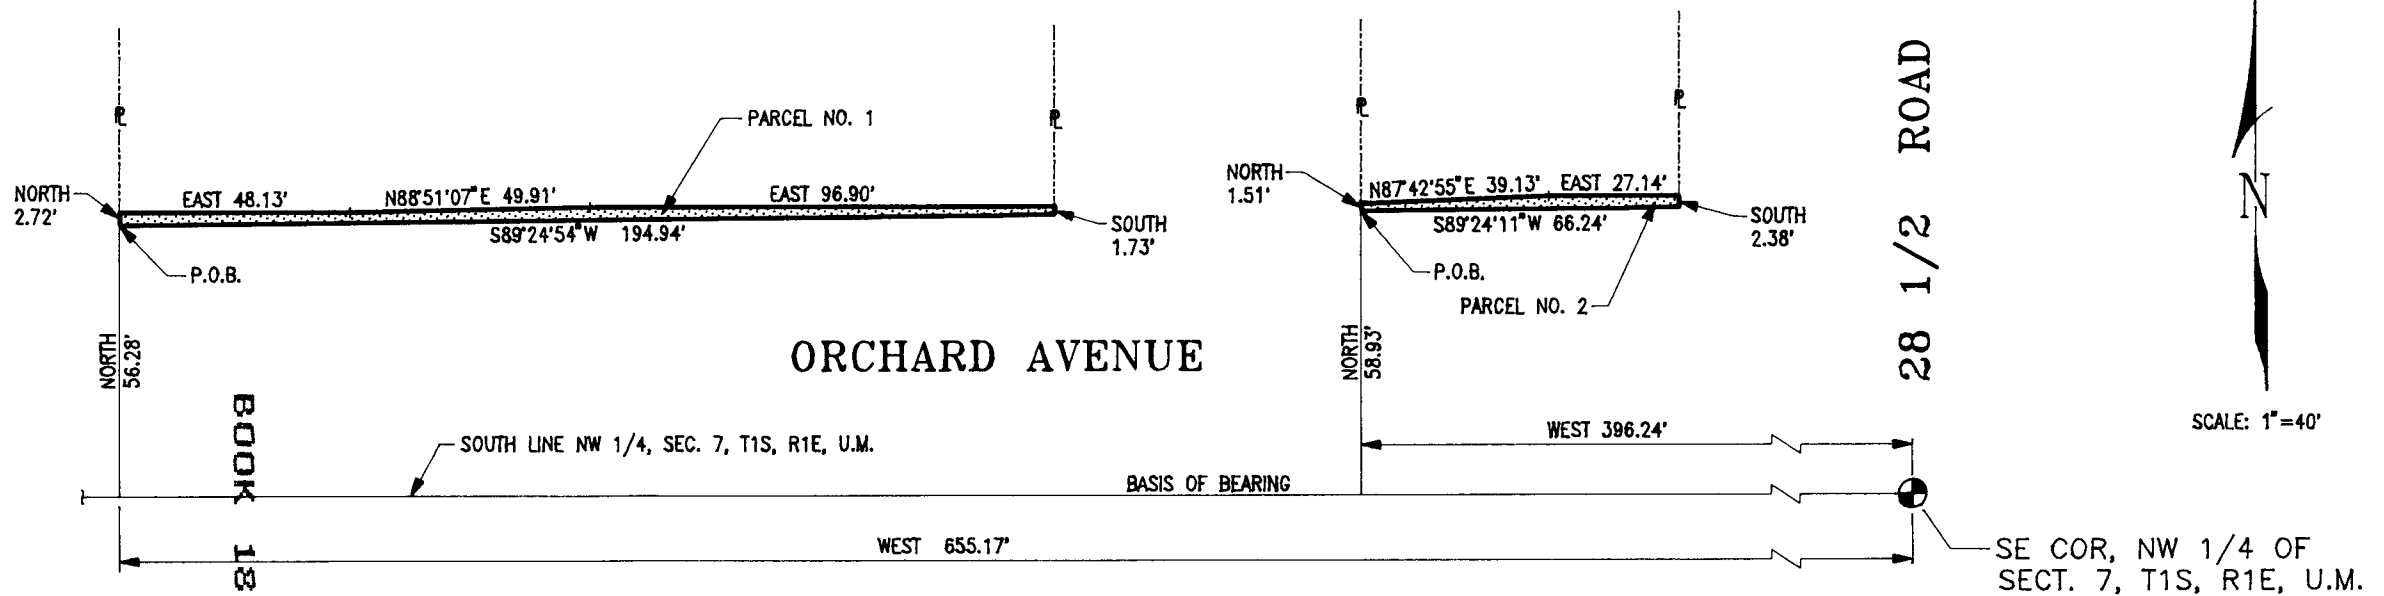 PARCEL NO. 1
NORTH
2.72'
EAST 48.13'
N88°51'07"E 49.91'
EAST 96.90'
S89°24'54"W 194.94'
SOUTH
1.73'
P.O.B.
NORTH
1.51'
N87°42'55"E 39.13'
EAST 27.14'
S89°24'11"W 66.24'
SOUTH
2.38'
P.O.B.
PARCEL NO. 2
28 1/2 ROAD
N
SCALE: 1"=40'
NORTH
56.28'
ORCHARD AVENUE
NORTH
58.93'
BOOK 18
SOUTH LINE NW 1/4, SEC. 7, T1S, R1E, U.M.
WEST 396.24'
BASIS OF BEARING
WEST 655.17'
SE COR, NW 1/4 OF
SECT. 7, T1S, R1E, U.M.
PL
PL
PL
PL